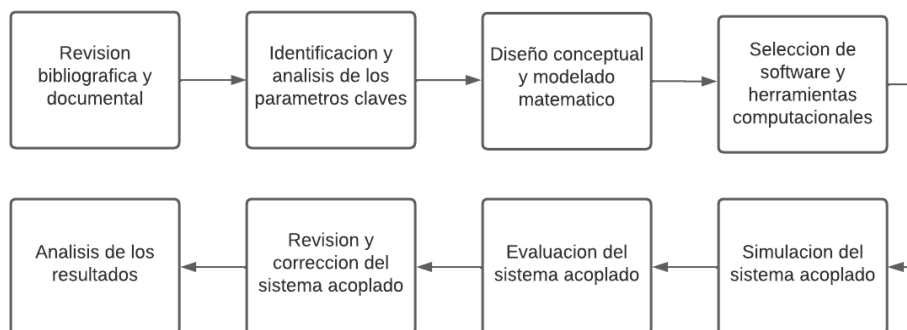 Revision
bibliografica y
documental
Identificacion y
analisis de los
parametros claves
Diseño conceptual
y modelado
matematico
Seleccion de
software y
herramientas
computacionales
Analisis de los
resultados
Revision y
correccion del
sistema acoplado
Evaluacion del
sistema acoplado
Simulacion del
sistema acoplado